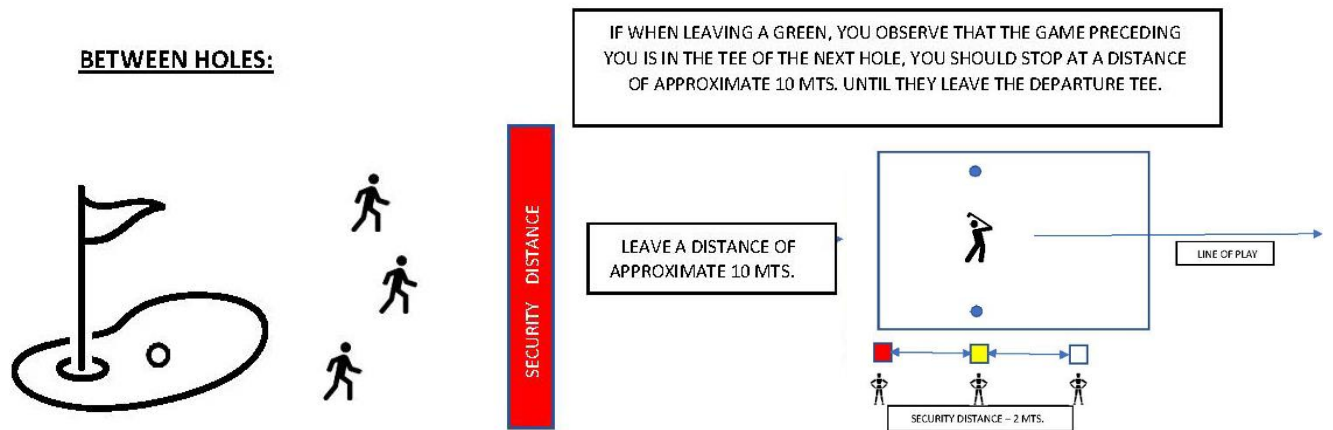 BETWEEN HOLES:
IF WHEN LEAVING A GREEN, YOU OBSERVE THAT THE GAME PRECEDING
YOU IS IN THE TEE OF THE NEXT HOLE, YOU SHOULD STOP AT A DISTANCE
OF APPROXIMATE 10 MTS. UNTIL THEY LEAVE THE DEPARTURE TEE.
SECURITY DISTANCE
LEAVE A DISTANCE OF
APPROXIMATE 10 MTS.
LINE OF PLAY
SECURITY DISTANCE – 2 MTS.